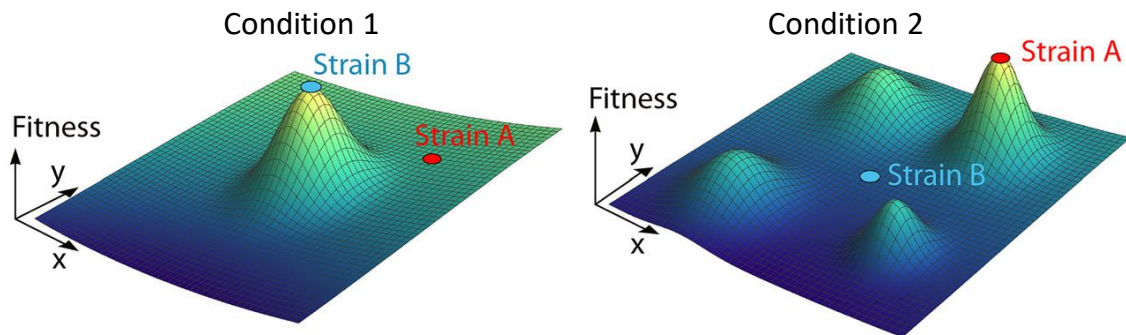 Condition 1
Strain B
Strain A
Fitness
y
x
Condition 2
Strain A
Fitness
y
Strain B
x